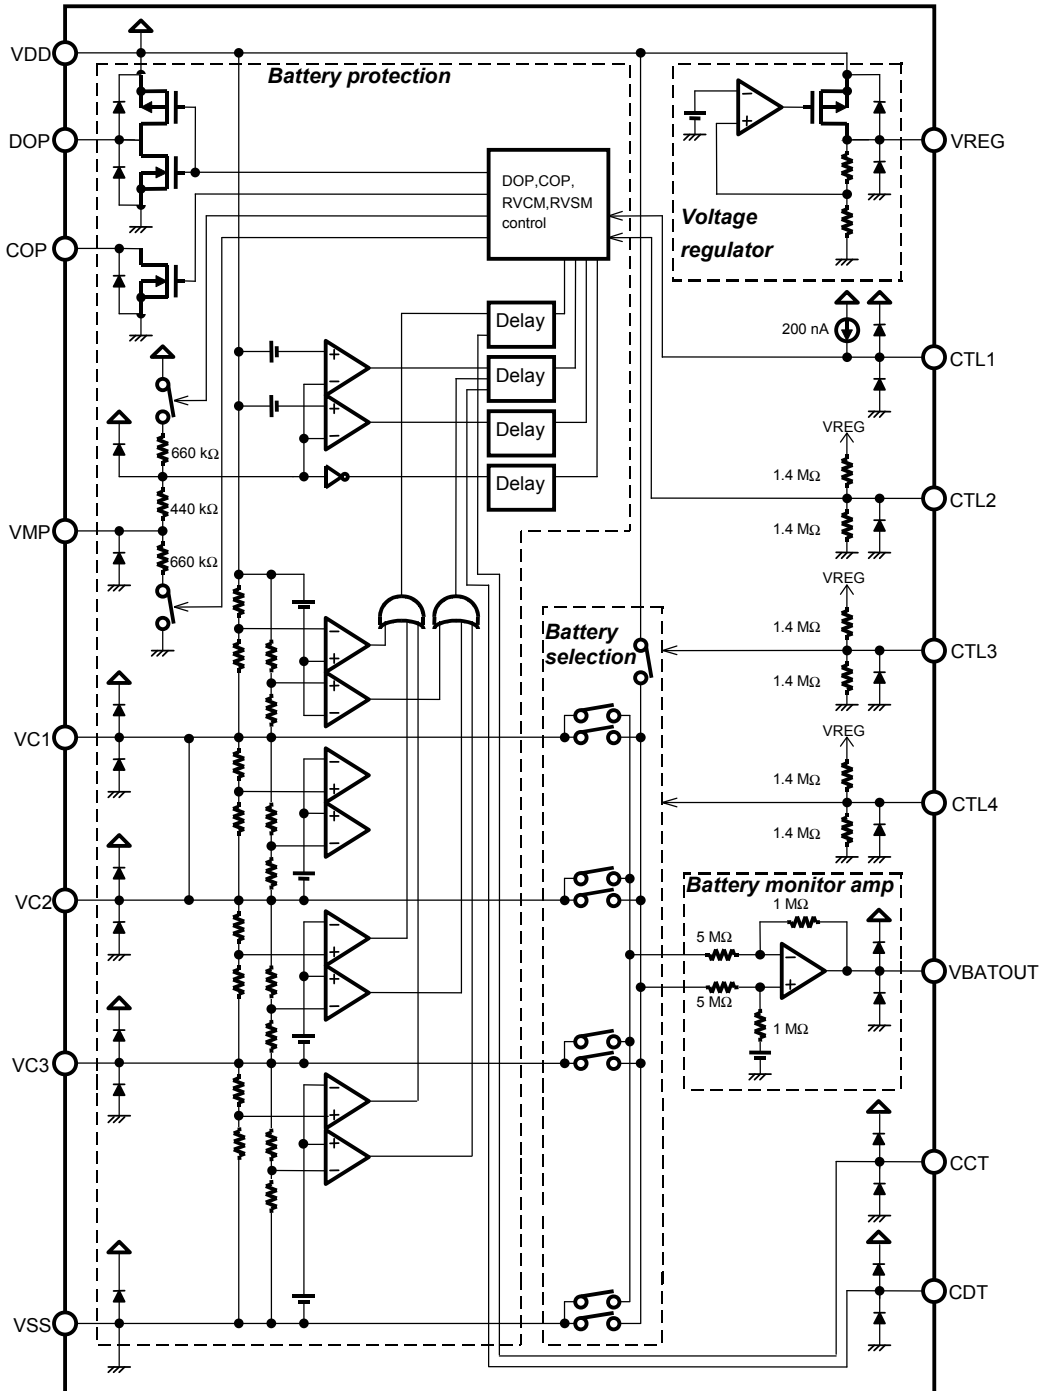 VDD
Battery protection
DOP
VREG
DOP,COP,
RVCM,RVSM
control
Voltage
regulator
COP
Delay
200 nA
CTL1
Delay
Delay
VREG
660 kΩ
Delay
1.4 MΩ
CTL2
440 kΩ
VMP
1.4 MΩ
660 kΩ
VREG
Battery
selection
1.4 MΩ
CTL3
1.4 MΩ
VC1
VREG
1.4 MΩ
CTL4
1.4 MΩ
VC2
Battery monitor amp
1 MΩ
5 MΩ
VBATOUT
5 MΩ
1 MΩ
VC3
CCT
CDT
VSS